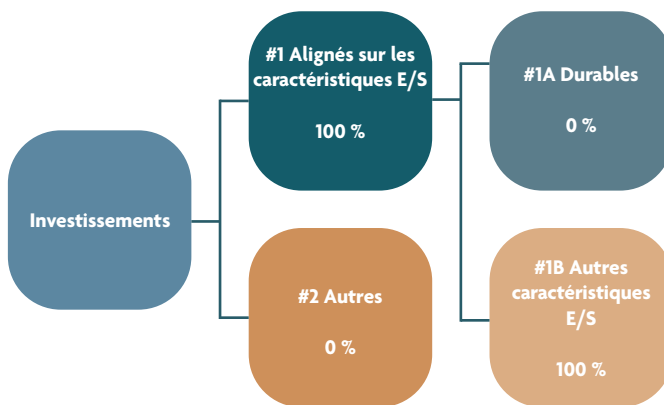 Investissements
#1 Alignés sur les
caractéristiques E/S
100 %
#2 Autres
0 %
#1A Durables
0 %
#1B Autres
caractéristiques
E/S
100 %